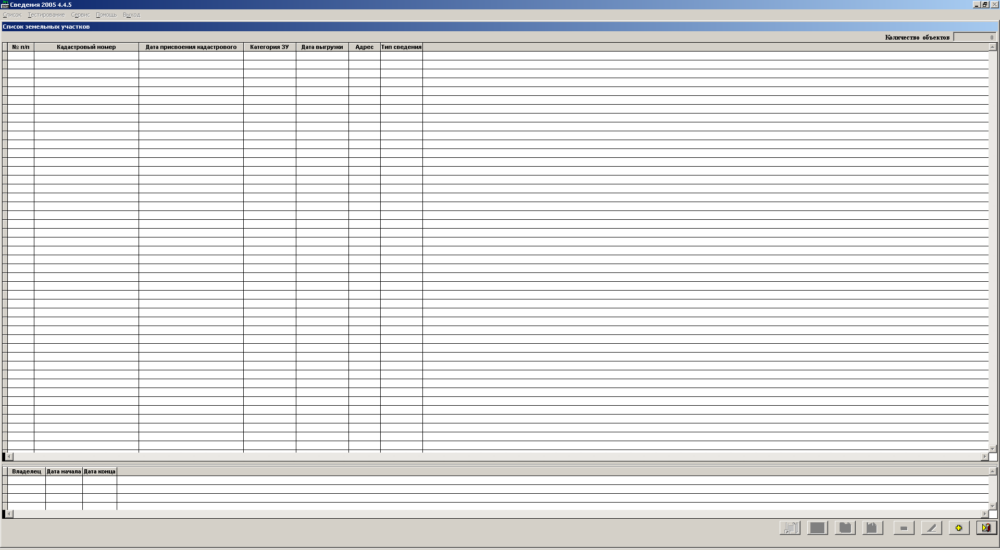 Сведения 2005 4.4.5
Список Тестирование Сервис Помощь Выход
Список земельных участков
Количество объектов 0
№ п/п Кадастровый номер Дата присвоения кадастрового Категория ЗУ Дата выгрузки Адрес Тип сведения
Владелец Дата начала Дата конца